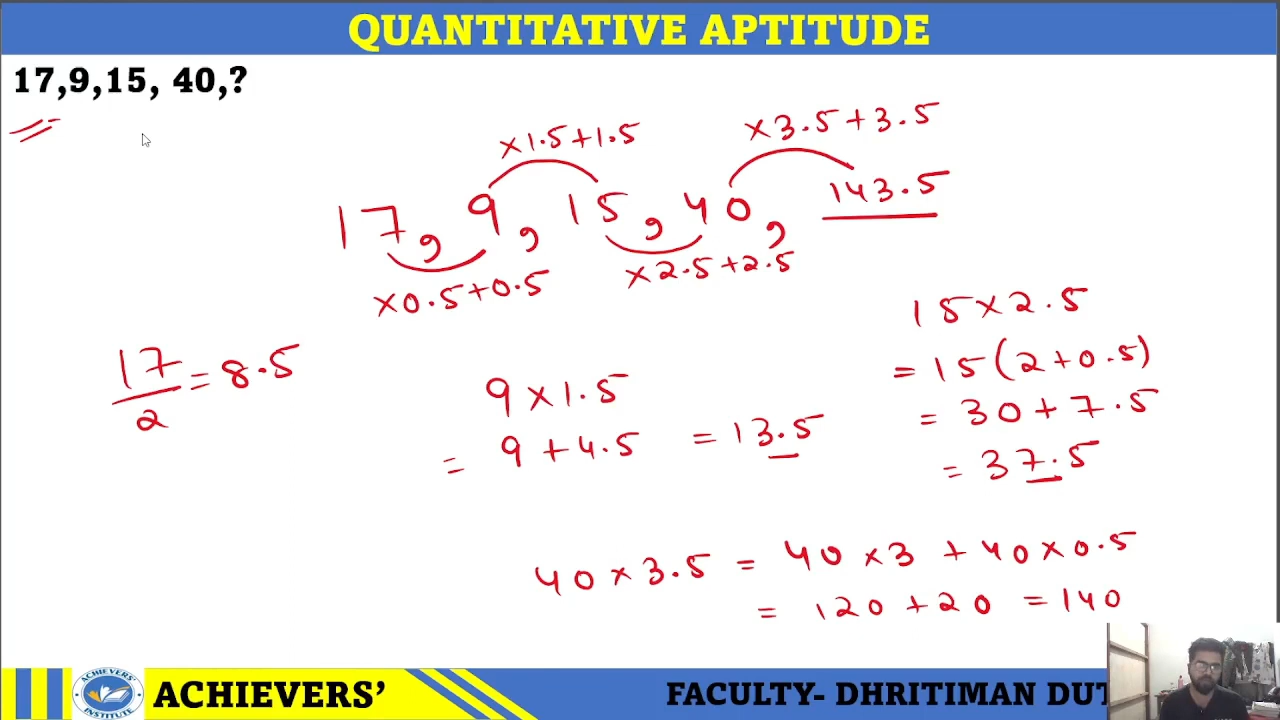 QUANTITATIVE APTITUDE
17,9,15, 40,?
×1.5+1.5
×3.5+3.5
17, 9, 15, 40, 143.5
×0.5+0.5
×2.5+2.5
17/2 = 8.5
9 × 1.5
= 9 + 4.5 = 13.5
15 × 2.5
= 15(2+0.5)
= 30 + 7.5
= 37.5
40 × 3.5 = 40 × 3 + 40 × 0.5
= 120 + 20 = 140
ACHIEVERS'
INSTITUTE
ACHIEVERS’
FACULTY- DHRITIMAN DUT